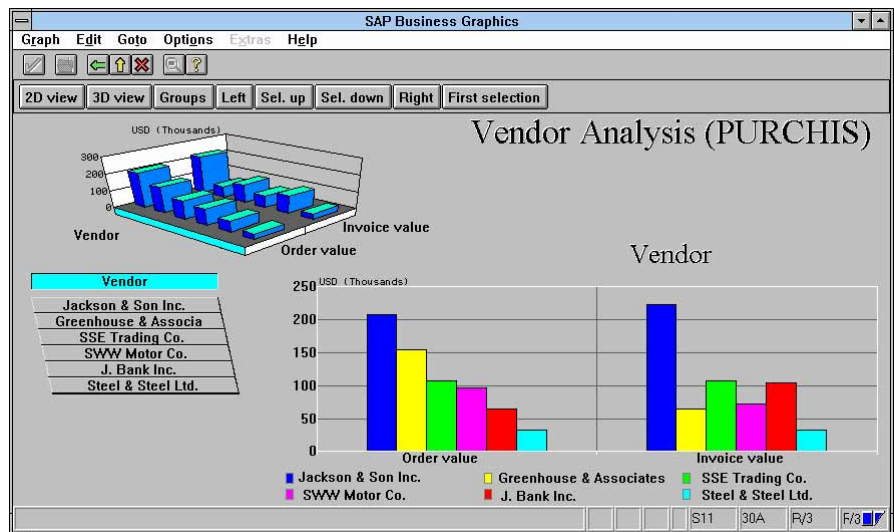 SAP Business Graphics
Graph Edit Goto Options Extras Help
2D view 3D view Groups Left Sel. up Sel. down Right First selection
Vendor Analysis (PURCHIS)
USD (Thousands)
300
200
100
0
Vendor
Order value
Invoice value
Vendor
Jackson & Son Inc.
Greenhouse & Associa
SSE Trading Co.
SWW Motor Co.
J. Bank Inc.
Steel & Steel Ltd.
Vendor
USD (Thousands)
250
200
150
100
50
0
Order value Invoice value
Jackson & Son Inc. Greenhouse & Associates SSE Trading Co.
SWW Motor Co. J. Bank Inc. Steel & Steel Ltd.
S11 30A R/3 F/3